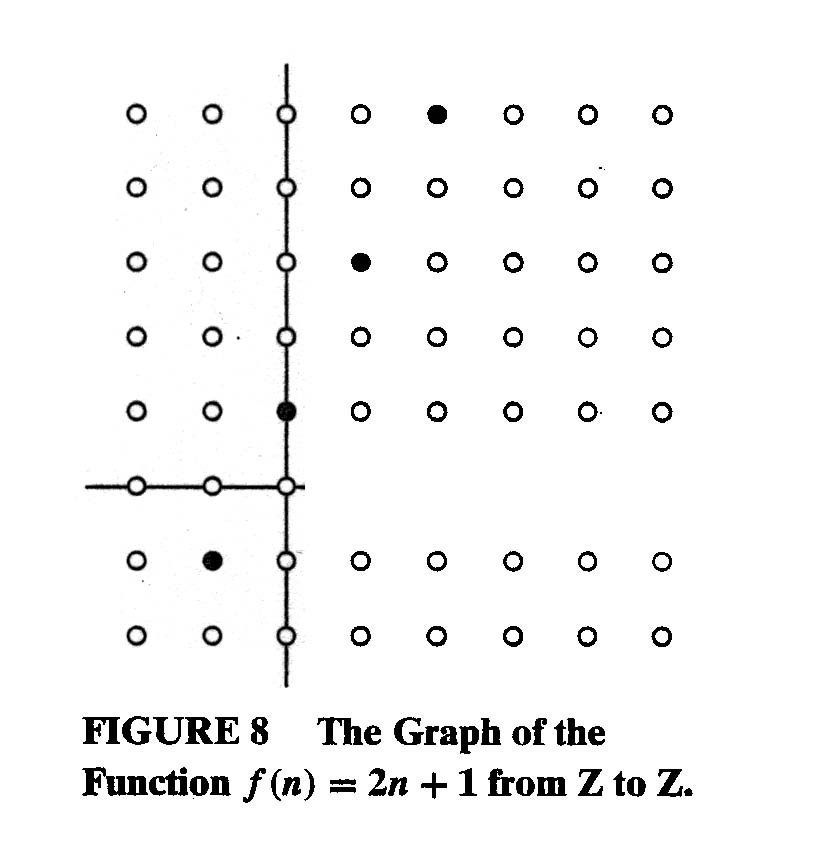 FIGURE 8 The Graph of the
Function f(n) = 2n + 1 from Z to Z.